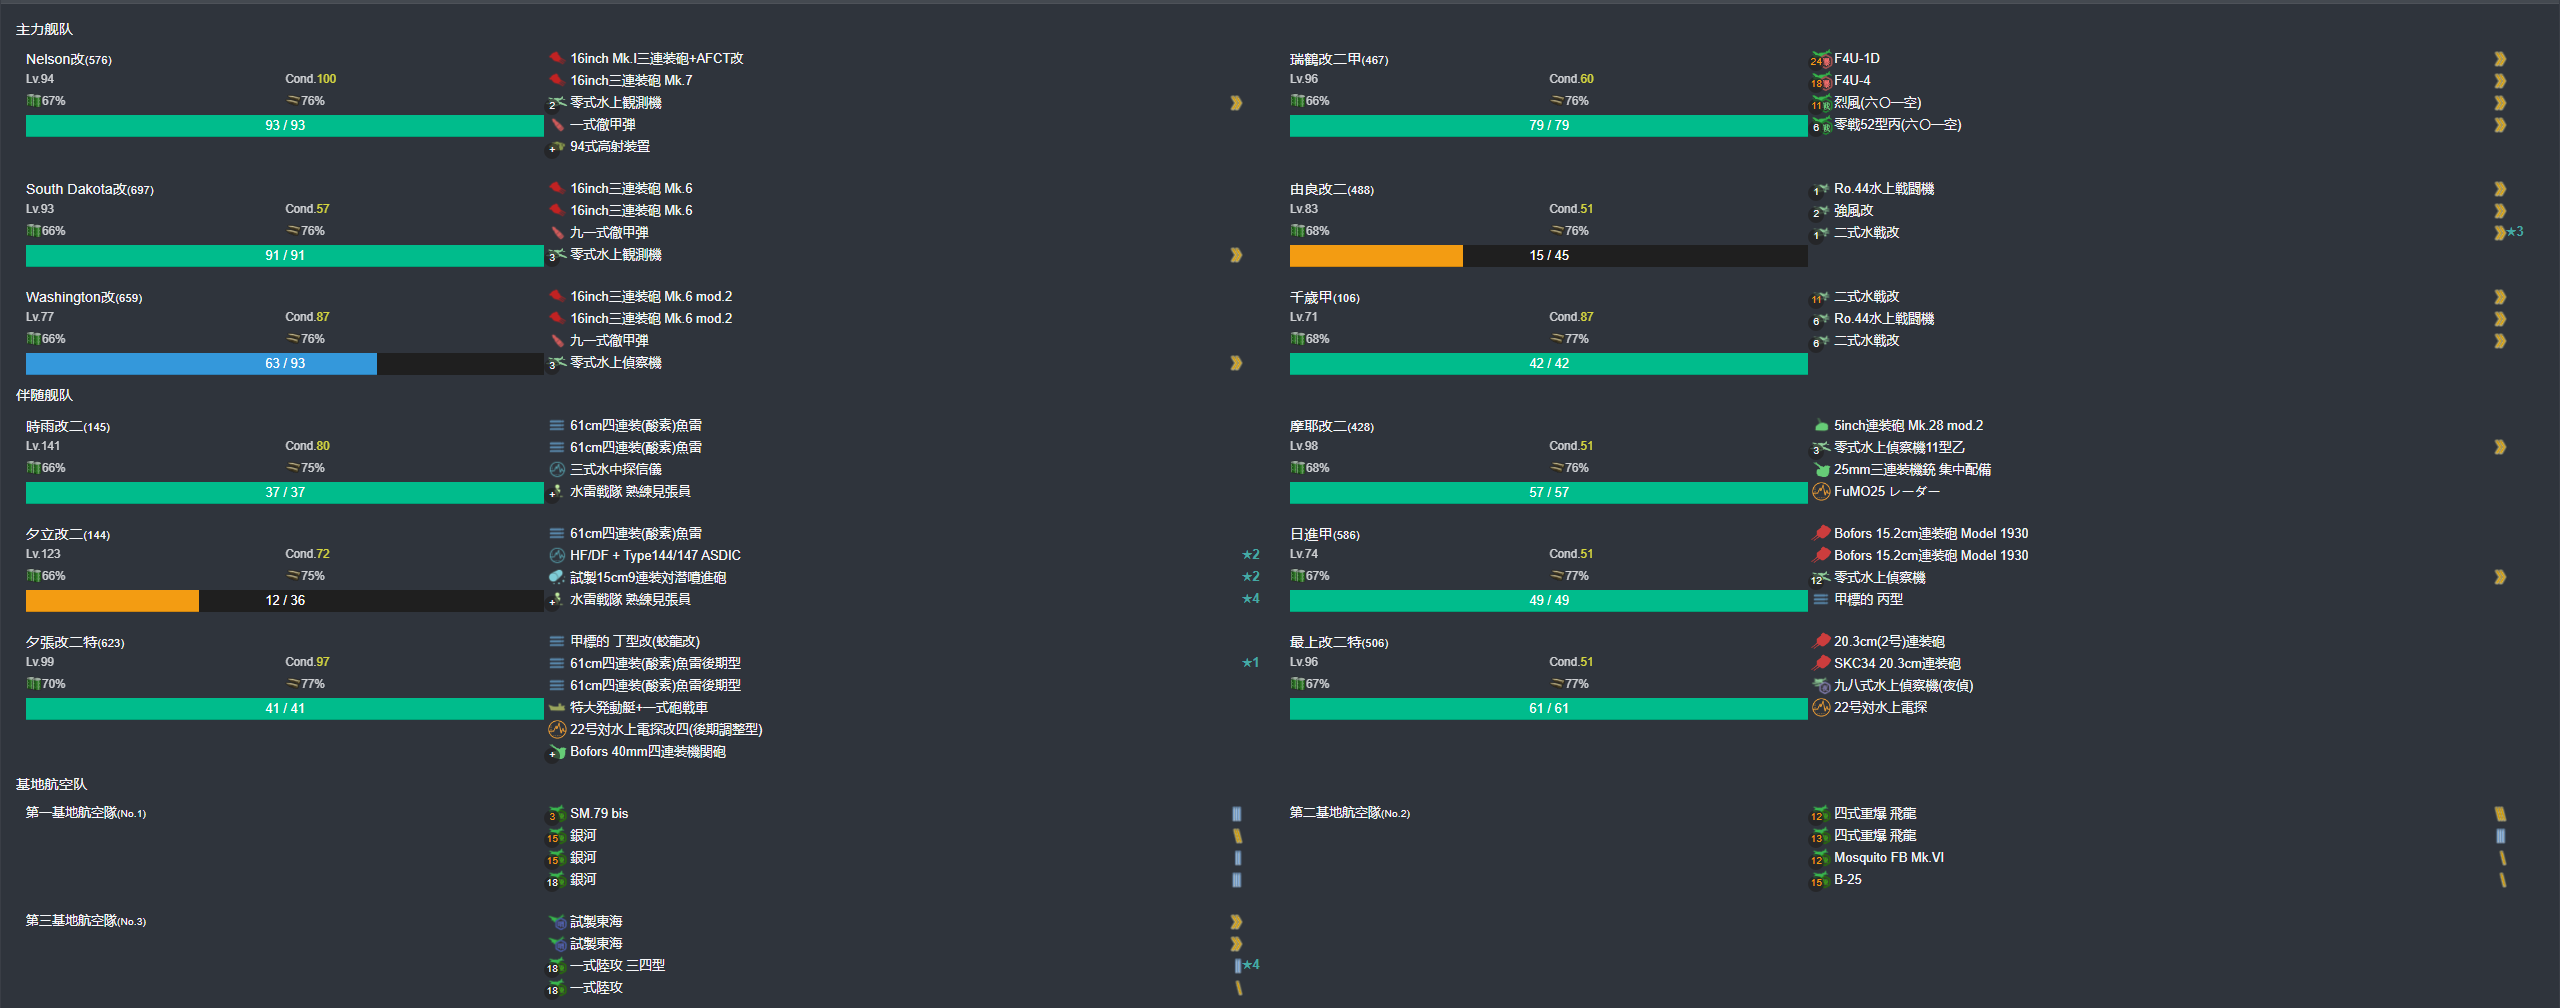 主力舰队
Nelson改(576)
Lv.94 Cond.100
67% 76%
93 / 93
16inch Mk.I三連装砲+AFCT改
16inch三連装砲 Mk.7
2 零式水上観測機
一式徹甲弾
+ 94式高射装置
瑞鶴改二甲(467)
Lv.96 Cond.60
66% 76%
79 / 79
24 F4U-1D
18 F4U-4
11 烈風(六〇一空)
6 零戦52型丙(六〇一空)
South Dakota改(697)
Lv.93 Cond.57
66% 76%
91 / 91
16inch三連装砲 Mk.6
16inch三連装砲 Mk.6
九一式徹甲弾
3 零式水上観測機
由良改二(488)
Lv.83 Cond.51
68% 76%
15 / 45
1 Ro.44水上戦闘機
2 強風改
1 二式水戦改 ★3
Washington改(659)
Lv.77 Cond.87
66% 76%
63 / 93
16inch三連装砲 Mk.6 mod.2
16inch三連装砲 Mk.6 mod.2
九一式徹甲弾
3 零式水上偵察機
千歳甲(106)
Lv.71 Cond.87
68% 77%
42 / 42
11 二式水戦改
6 Ro.44水上戦闘機
6 二式水戦改
伴随舰队
時雨改二(145)
Lv.141 Cond.80
66% 75%
37 / 37
61cm四連装(酸素)魚雷
61cm四連装(酸素)魚雷
三式水中探信儀
+ 水雷戦隊 熟練見張員
摩耶改二(428)
Lv.98 Cond.51
68% 76%
57 / 57
5inch連装砲 Mk.28 mod.2
3 零式水上偵察機11型乙
25mm三連装機銃 集中配備
FuMO25 レーダー
夕立改二(144)
Lv.123 Cond.72
66% 75%
12 / 36
61cm四連装(酸素)魚雷
HF/DF + Type144/147 ASDIC ★2
試製15cm9連装対潜噴進砲 ★2
+ 水雷戦隊 熟練見張員 ★4
日進甲(586)
Lv.74 Cond.51
67% 77%
49 / 49
Bofors 15.2cm連装砲 Model 1930
Bofors 15.2cm連装砲 Model 1930
12 零式水上偵察機
甲標的 丙型
夕張改二特(623)
Lv.99 Cond.97
70% 77%
41 / 41
甲標的 丁型改(蛟龍改)
61cm四連装(酸素)魚雷後期型 ★1
61cm四連装(酸素)魚雷後期型
特大発動艇+一式砲戦車
22号対水上電探改四(後期調整型)
+ Bofors 40mm四連装機関砲
最上改二特(506)
Lv.96 Cond.51
67% 77%
61 / 61
20.3cm(2号)連装砲
SKC34 20.3cm連装砲
九八式水上偵察機(夜偵)
22号対水上電探
基地航空队
第一基地航空隊(No.1)
3 SM.79 bis
15 銀河
15 銀河
18 銀河
第二基地航空隊(No.2)
12 四式重爆 飛龍
13 四式重爆 飛龍
12 Mosquito FB Mk.VI
15 B-25
第三基地航空隊(No.3)
試製東海
試製東海
18 一式陸攻 三四型 ★4
18 一式陸攻